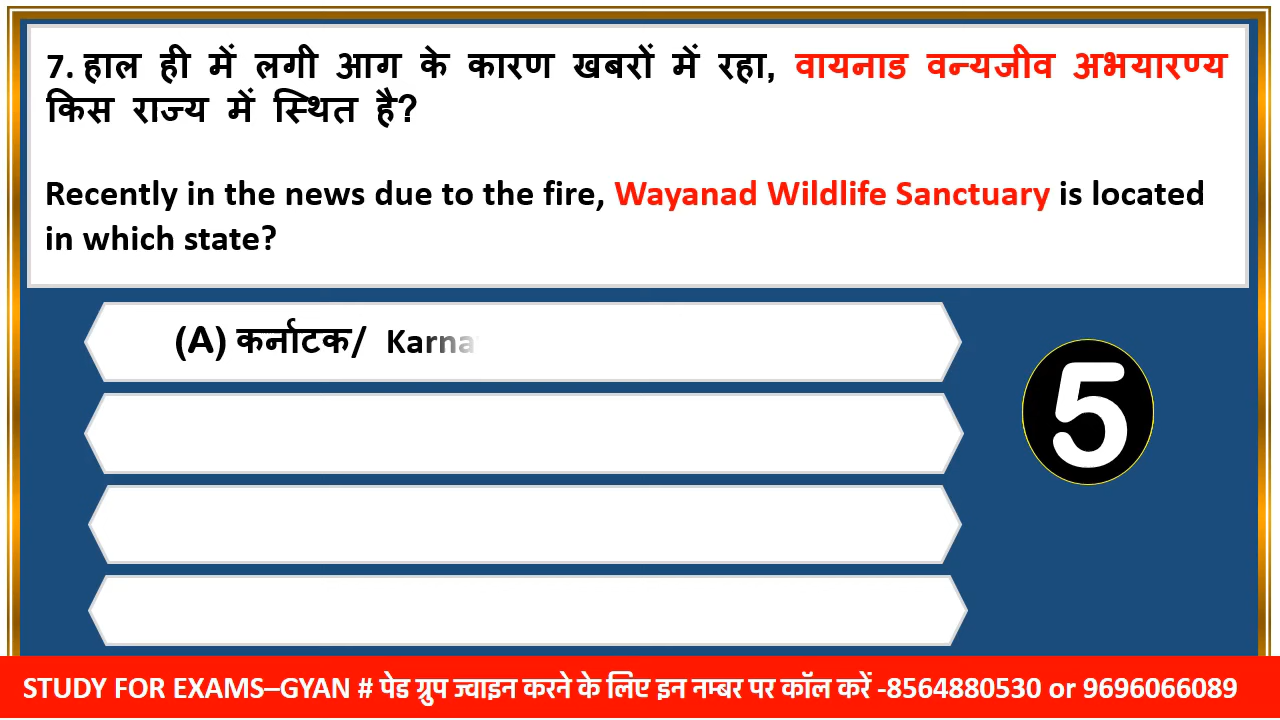 7. हाल ही में लगी आग के कारण खबरों में रहा, वायनाड वन्यजीव अभयारण्य
किस राज्य में स्थित है?
Recently in the news due to the fire, Wayanad Wildlife Sanctuary is located
in which state?
(A) कर्नाटक/ Karna
5
STUDY FOR EXAMS–GYAN # पेड ग्रुप ज्वाइन करने के लिए इन नम्बर पर कॉल करें -8564880530 or 9696066089